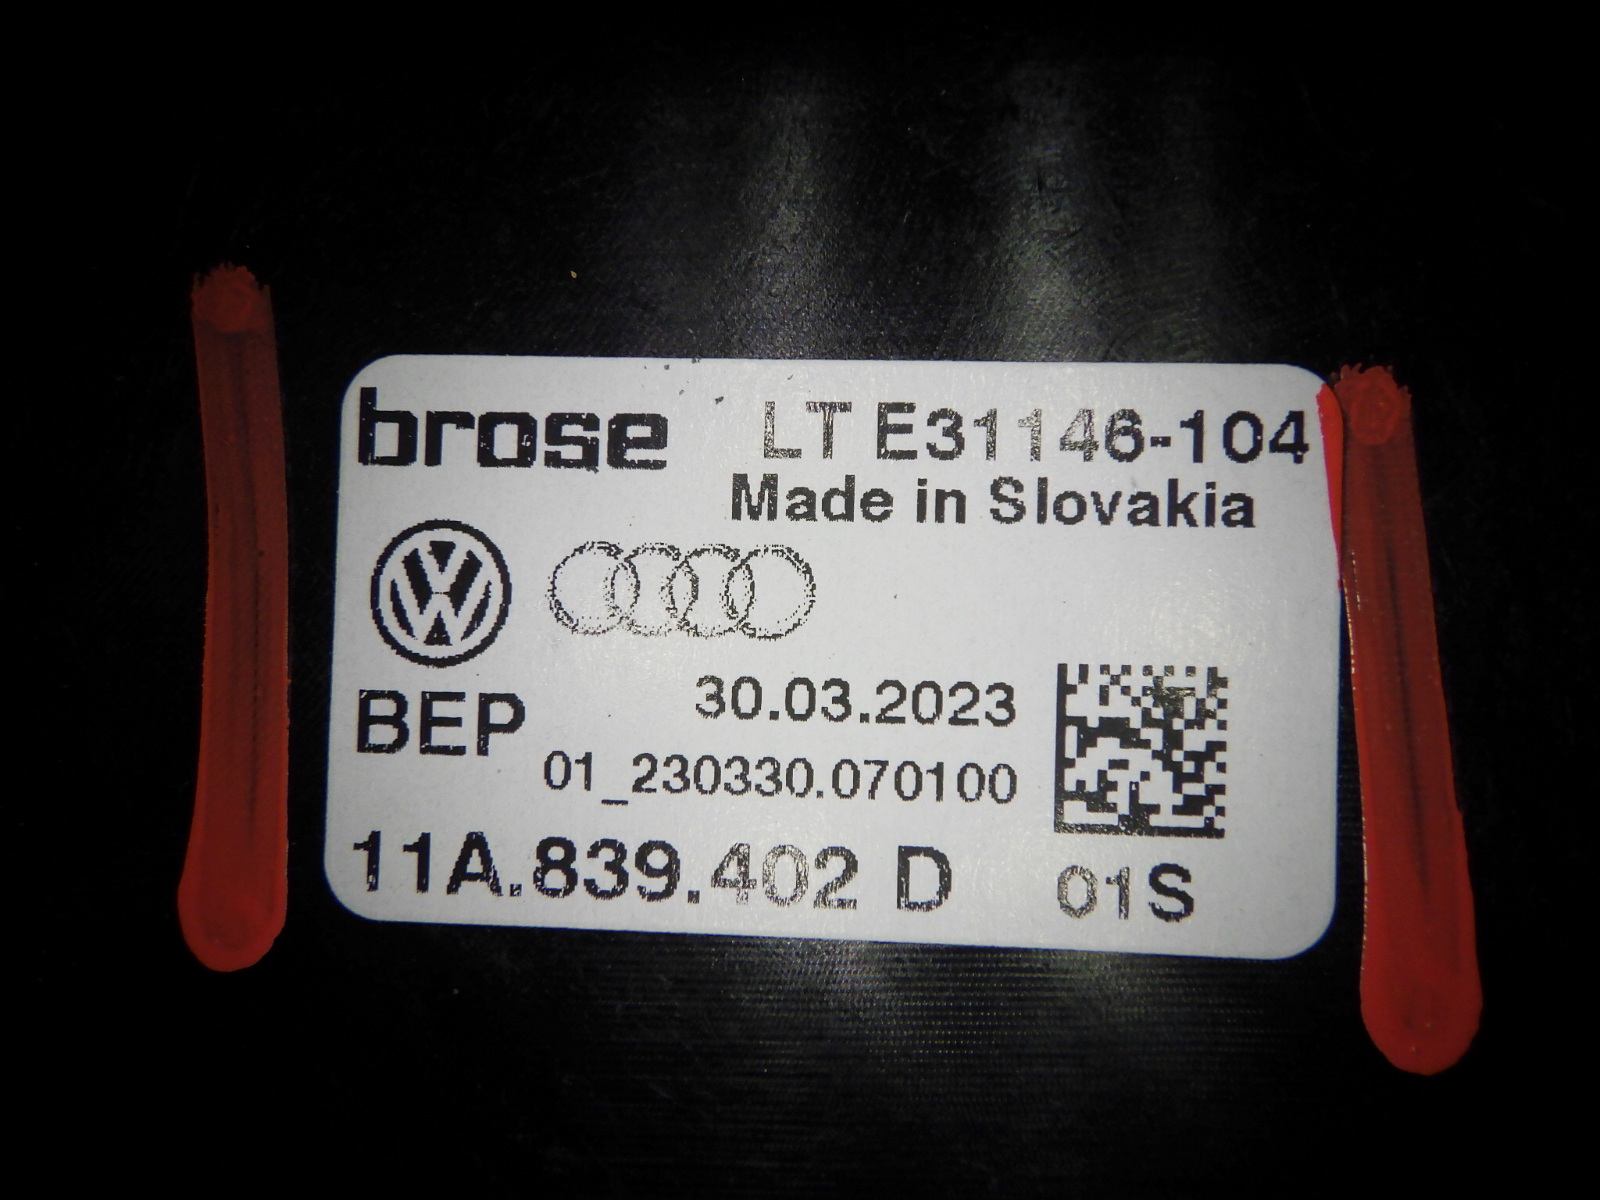 brose LT E31146-104
Made in Slovakia
BEP 30.03.2023
01_230330.070100
11A.839.402 D 01S